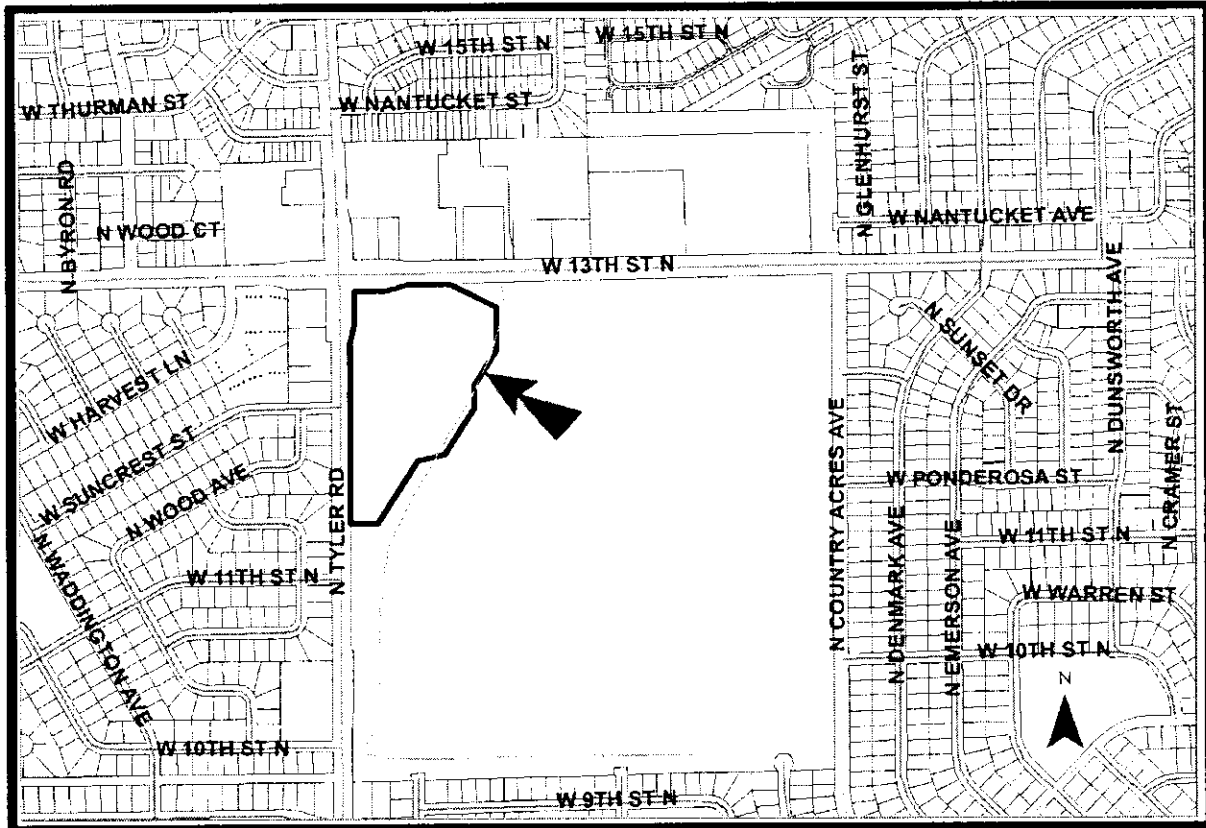 W 15TH ST N
W 15TH ST N
W THURMAN ST
W NANTUCKET ST
N GLENHURST ST
N BYRON RD
N WOOD CT
W NANTUCKET AVE
W 13TH ST N
N DUNSWORTH AVE
N SUNSET DR
W HARVEST LN
N CRAMER ST
W SUNCREST ST
N WOOD AVE
N TYLER RD
N COUNTRY ACRES AVE
W PONDEROSA ST
N WADDINGTON AVE
W 11TH ST N
N DENMARK AVE
N EMERSON AVE
W 11TH ST N
W WARREN ST
W 10TH ST N
N
W 10TH ST N
W 9TH ST N